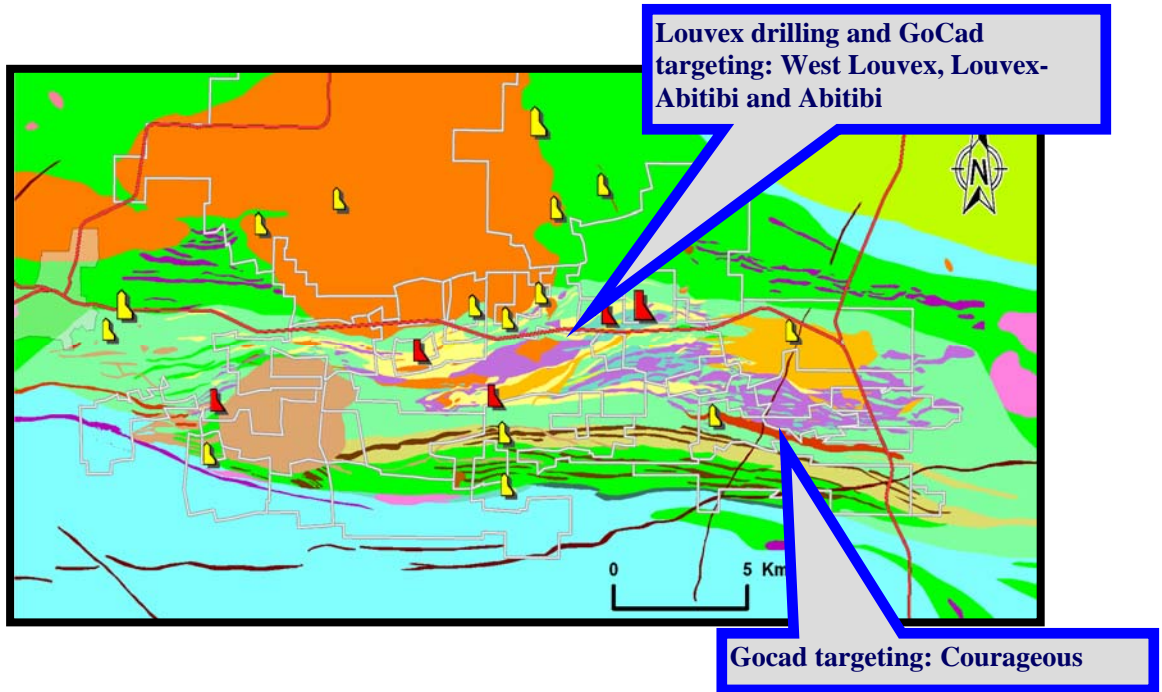 Louvex drilling and GoCad
targeting: West Louvex, Louvex-
Abitibi and Abitibi
N
0 5 Km
Gocad targeting: Courageous